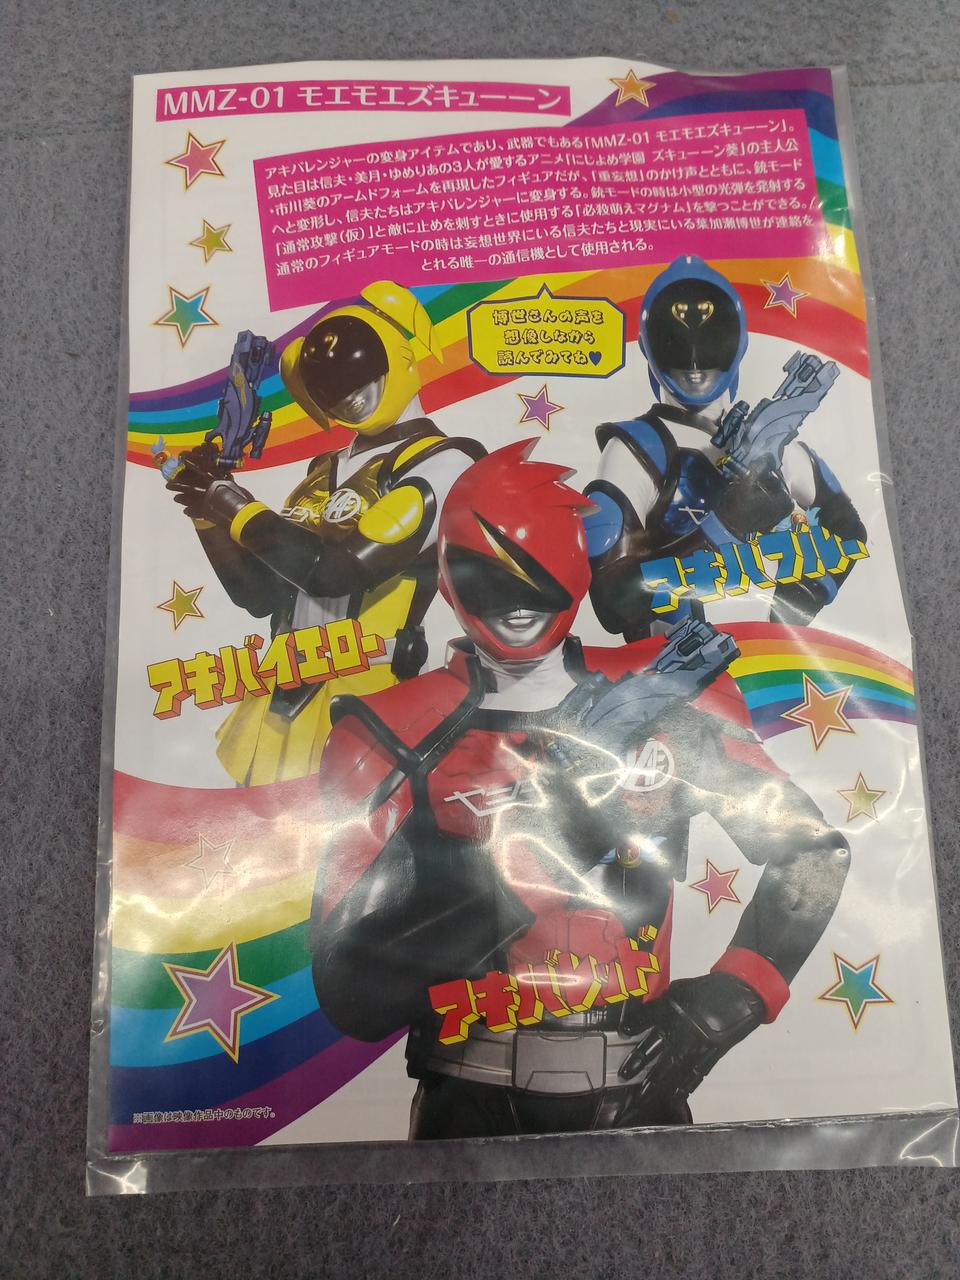 MMZ-01 モエモエズキューーン
アキバレンジャーの変身アイテムであり、武器でもある「MMZ-01 モエモエズキューーン」。
見た目は信夫・美月・ゆめりあの3人が愛するアニメ「にじよめ学園 ズキューーン葵」の主人公
・市川葵のアームドフォームを再現したフィギュアだが、「重妄想」のかけ声とともに、銃モード
へと変形し、信夫たちはアキバレンジャーに変身する。銃モードの時は小型の光弾を発射する
「通常攻撃(仮)」と敵に止めを刺すときに使用する「必殺萌えマグナム」を撃つことができる。
通常のフィギュアモードの時は妄想世界にいる信夫たちと現実にいる葉加瀬博世が連絡を
とれる唯一の通信機として使用される。
博世さんの声を
想像しながら
読んでみてね♥
アキバブルー
アキバイエロー
アキバレッド
※画像は映像作品中のものです。